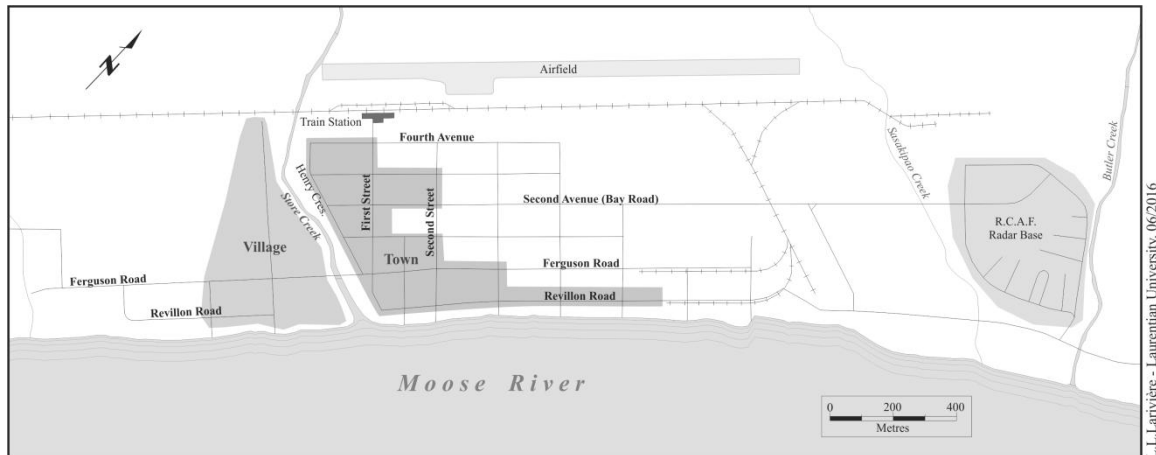 N
Airfield
Train Station
Fourth Avenue
Henry Cres.
Store Creek
First Street
Second Street
Second Avenue (Bay Road)
Sasakipao Creek
Butler Creek
R.C.A.F.
Radar Base
Village
Town
Ferguson Road
Ferguson Road
Revillon Road
Revillon Road
Moose River
0 200 400
Metres
L. Larivière - Laurentian University, 06/2016